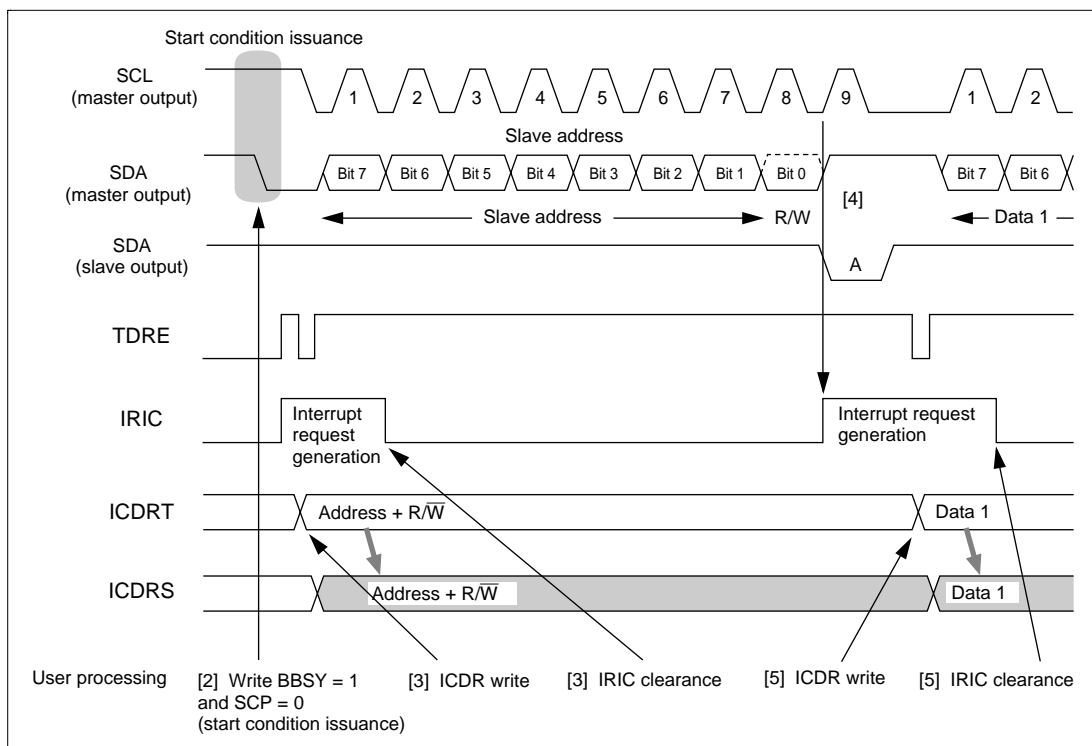 Start condition issuance
SCL
(master output)
1 2 3 4 5 6 7 8 9 1 2
Slave address
SDA
(master output)
Bit 7 Bit 6 Bit 5 Bit 4 Bit 3 Bit 2 Bit 1 Bit 0 Bit 7 Bit 6
[4]
Slave address R/W Data 1
SDA
(slave output)
A
TDRE
IRIC
Interrupt
request
generation
Interrupt request
generation
ICDRT
Address + R/W̅
Data 1
ICDRS
Address + R/W̅
Data 1
User processing
[2] Write BBSY = 1
and SCP = 0
(start condition issuance)
[3] ICDR write
[3] IRIC clearance
[5] ICDR write
[5] IRIC clearance